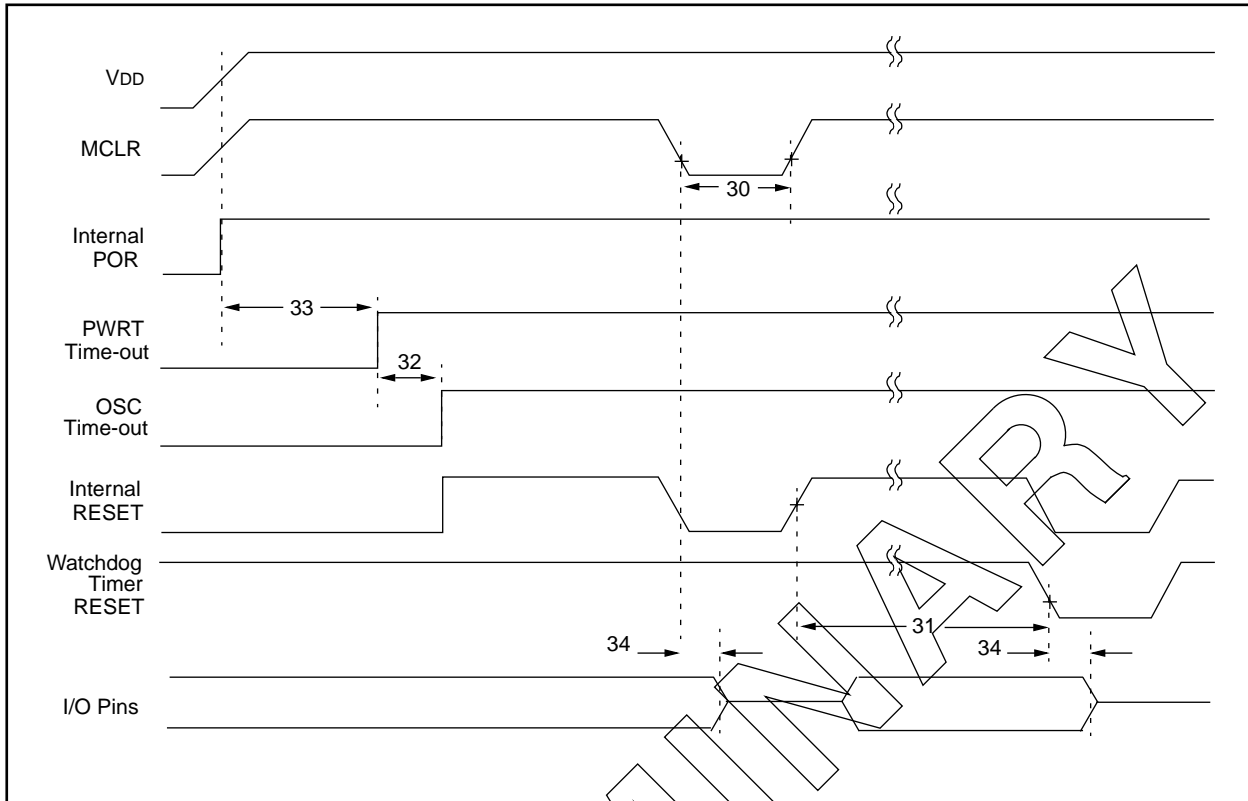 VDD
MCLR
Internal
POR
30
33
PWRT
Time-out
32
OSC
Time-out
Internal
RESET
Watchdog
Timer
RESET
31
34
34
I/O Pins
INARY